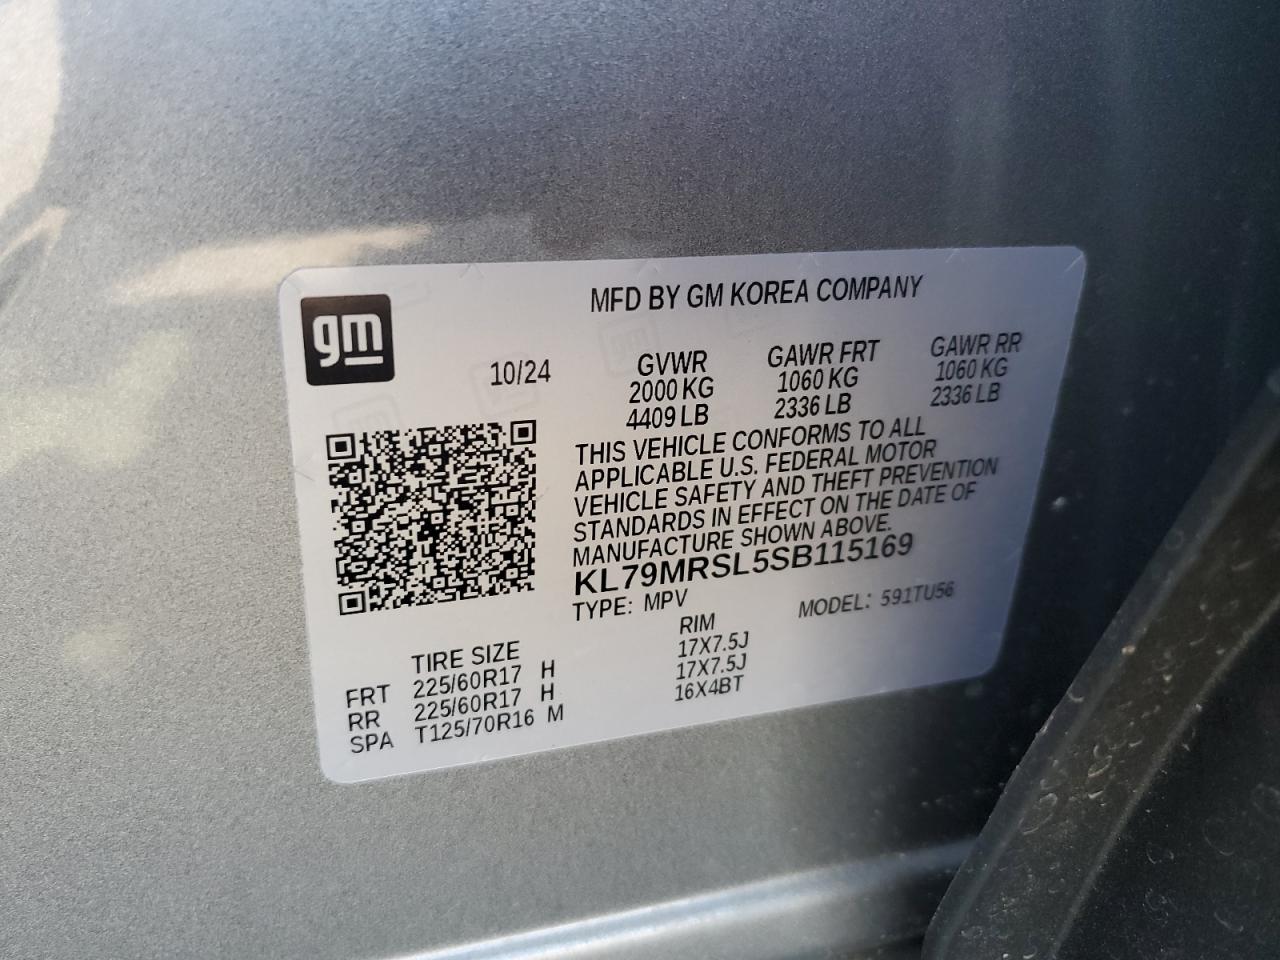 gm
MFD BY GM KOREA COMPANY
10/24
GVWR GAWR FRT GAWR RR
2000 KG 1060 KG 1060 KG
4409 LB 2336 LB 2336 LB
THIS VEHICLE CONFORMS TO ALL
APPLICABLE U.S. FEDERAL MOTOR
VEHICLE SAFETY AND THEFT PREVENTION
STANDARDS IN EFFECT ON THE DATE OF
MANUFACTURE SHOWN ABOVE.
KL79MRSL5SB115169
TYPE: MPV MODEL: 591TU56
TIRE SIZE RIM
FRT 225/60R17 H 17X7.5J
RR 225/60R17 H 17X7.5J
SPA T125/70R16 M 16X4BT